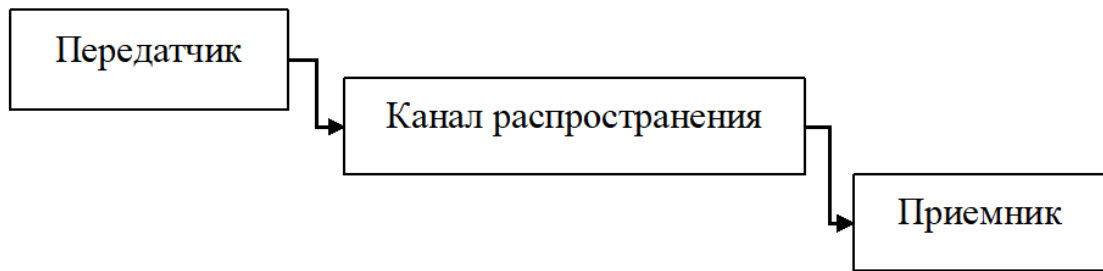 Передатчик
Канал распространения
Приемник